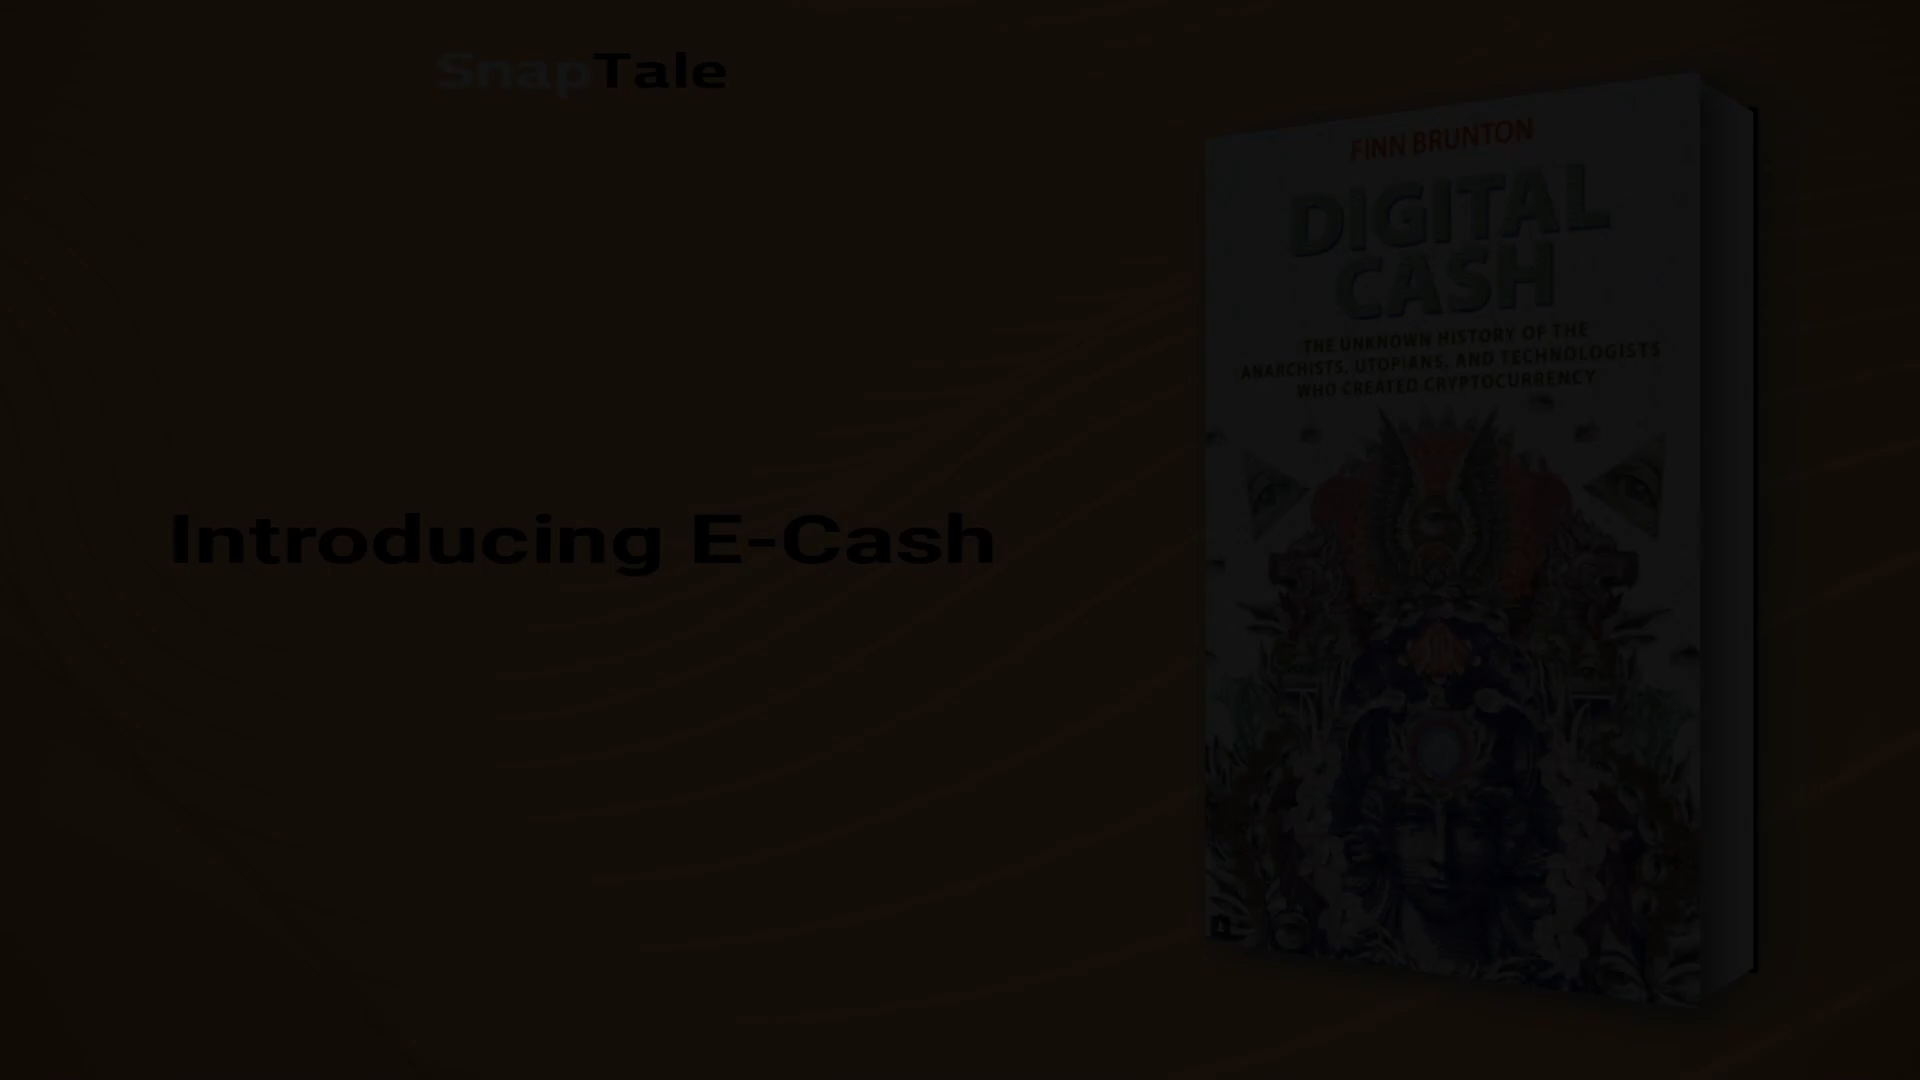 SnapTale
Introducing E-Cash
FINN BRUNTON
DIGITAL
CASH
THE UNKNOWN HISTORY OF THE
ANARCHISTS, UTOPIANS, AND TECHNOLOGISTS
WHO CREATED CRYPTOCURRENCY